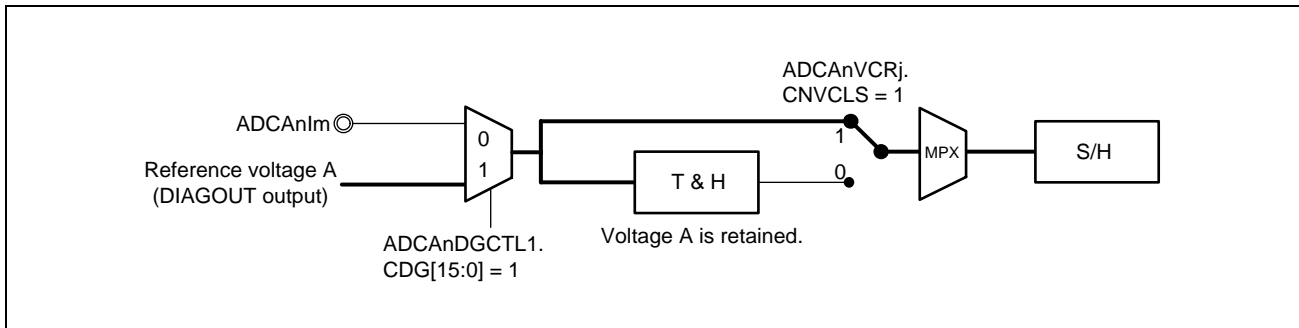 ADCAnVCRj.
CNVCLS = 1
ADCAnIm
0
1
Reference voltage A
(DIAGOUT output)
1
0
T & H
MPX
S/H
Voltage A is retained.
ADCAnDGCTL1.
CDG[15:0] = 1